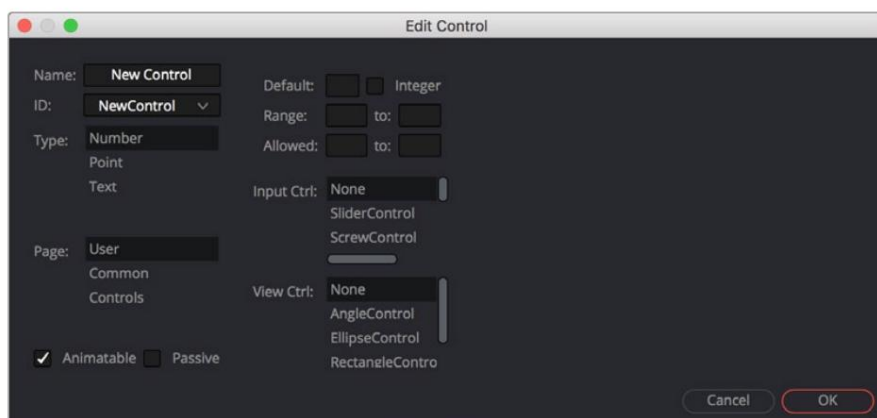 Edit Control
Name: New Control
ID: NewControl
Type: Number
Point
Text
Page: User
Common
Controls
Animatable Passive
Default: Integer
Range: to:
Allowed: to:
Input Ctrl: None
SliderControl
ScrewControl
View Ctrl: None
AngleControl
EllipseControl
RectangleContro
Cancel OK